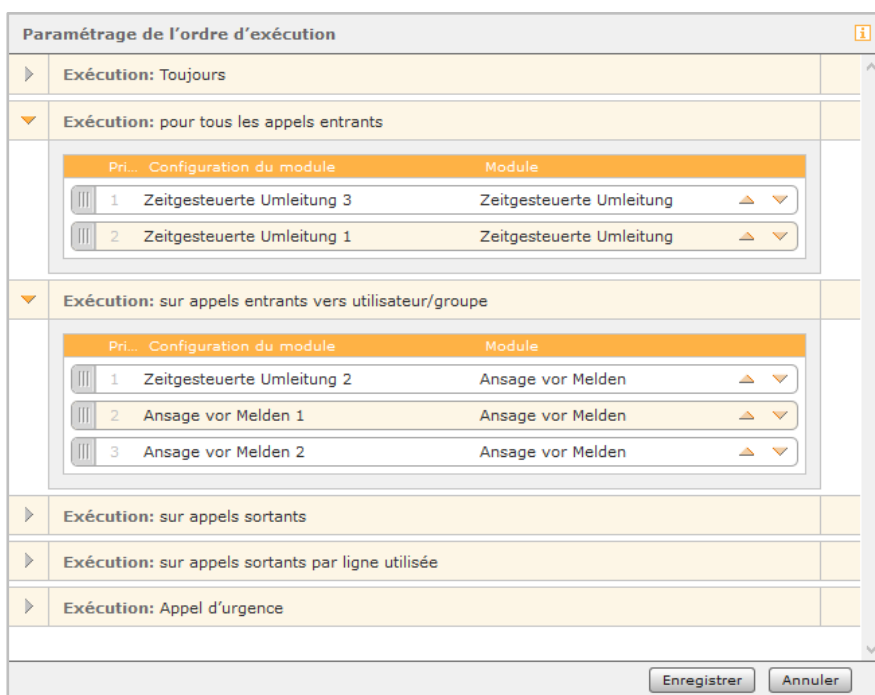 Paramétrage de l'ordre d'exécution
Exécution: Toujours
Exécution: pour tous les appels entrants
Pri... Configuration du module Module
1 Zeitgesteuerte Umleitung 3 Zeitgesteuerte Umleitung
2 Zeitgesteuerte Umleitung 1 Zeitgesteuerte Umleitung
Exécution: sur appels entrants vers utilisateur/groupe
Pri... Configuration du module Module
1 Zeitgesteuerte Umleitung 2 Ansage vor Melden
2 Ansage vor Melden 1 Ansage vor Melden
3 Ansage vor Melden 2 Ansage vor Melden
Exécution: sur appels sortants
Exécution: sur appels sortants par ligne utilisée
Exécution: Appel d'urgence
Enregistrer Annuler